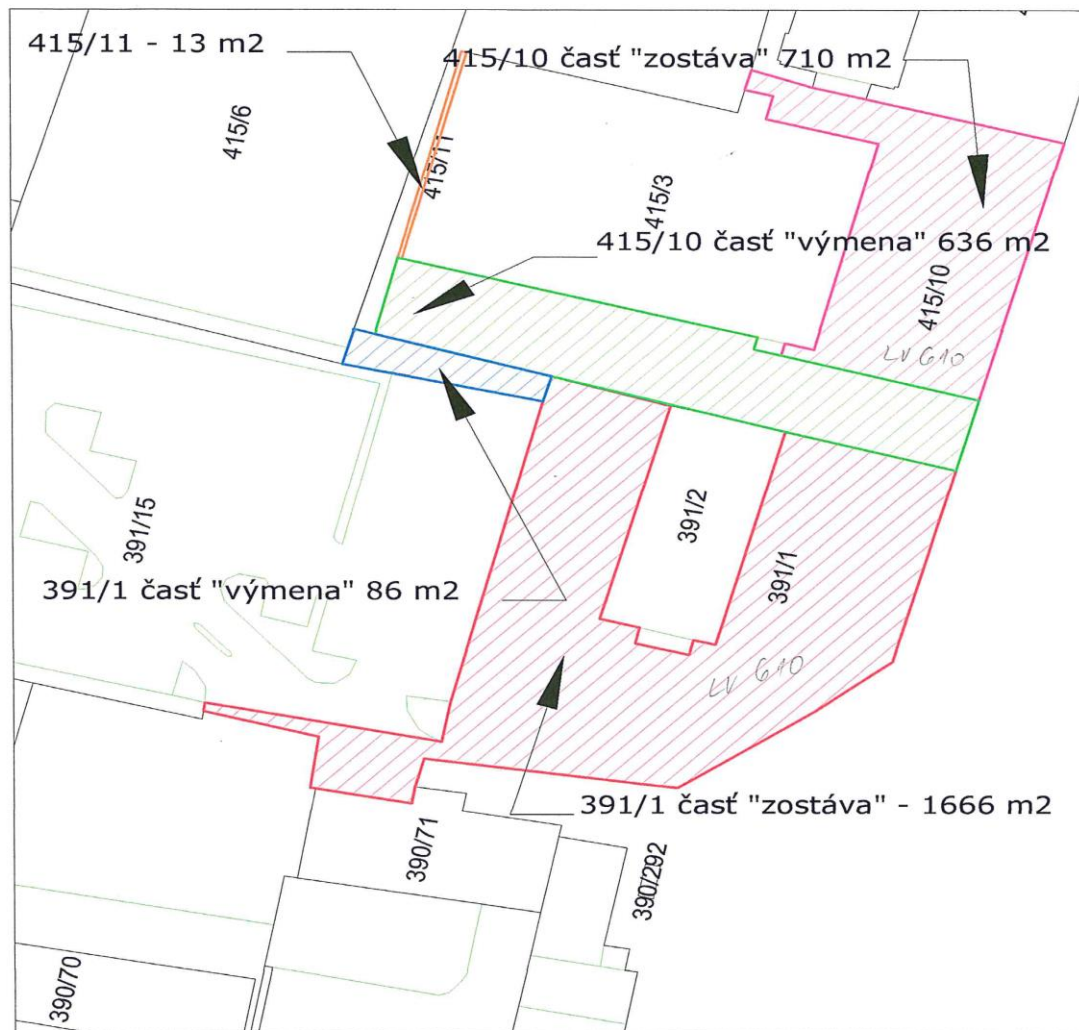 415/11 - 13 m2
415/10 časť "zostáva" 710 m2
415/6
415/11
415/3
415/10 časť "výmena" 636 m2
415/10
LV 610
391/15
391/2
391/1
391/1 časť "výmena" 86 m2
LV 610
391/1 časť "zostáva" - 1666 m2
390/71
390/292
390/70